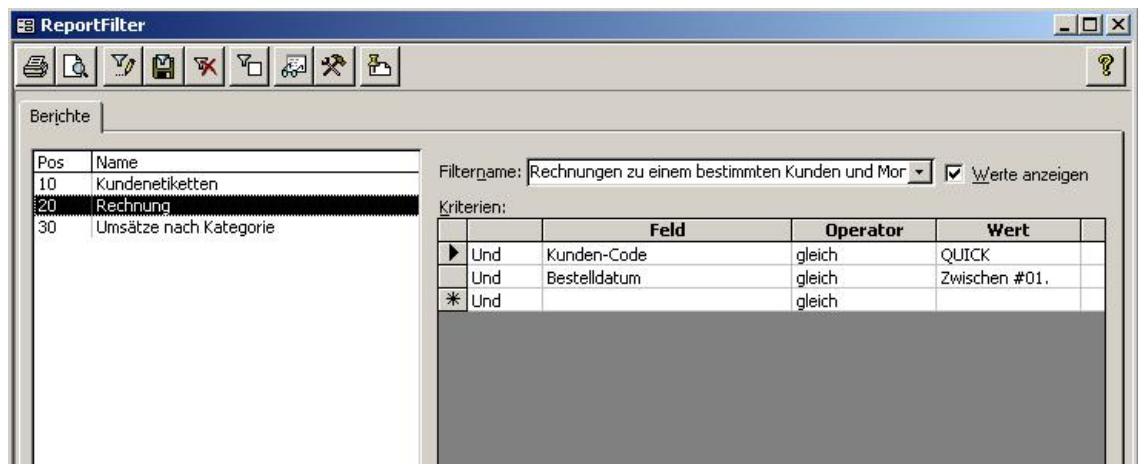 ReportFilter
Berichte
Pos Name
10 Kundenetiketten
20 Rechnung
30 Umsätze nach Kategorie
Filtername: Rechnungen zu einem bestimmten Kunden und Mor Werte anzeigen
Kriterien:
Feld Operator Wert
Und Kunden-Code gleich QUICK
Und Bestelldatum gleich Zwischen #01.
Und gleich